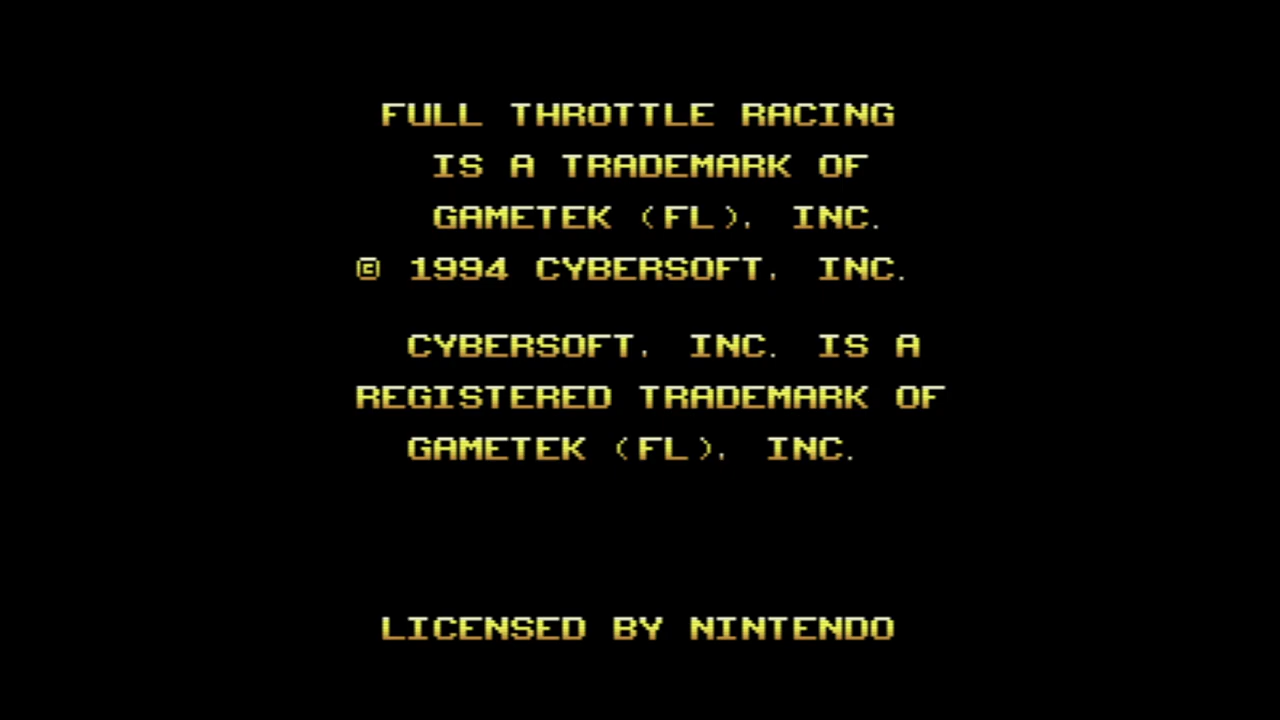 FULL THROTTLE RACING
IS A TRADEMARK OF
GAMETEK (FL), INC.
© 1994 CYBERSOFT, INC.
CYBERSOFT, INC. IS A
REGISTERED TRADEMARK OF
GAMETEK (FL), INC.
LICENSED BY NINTENDO